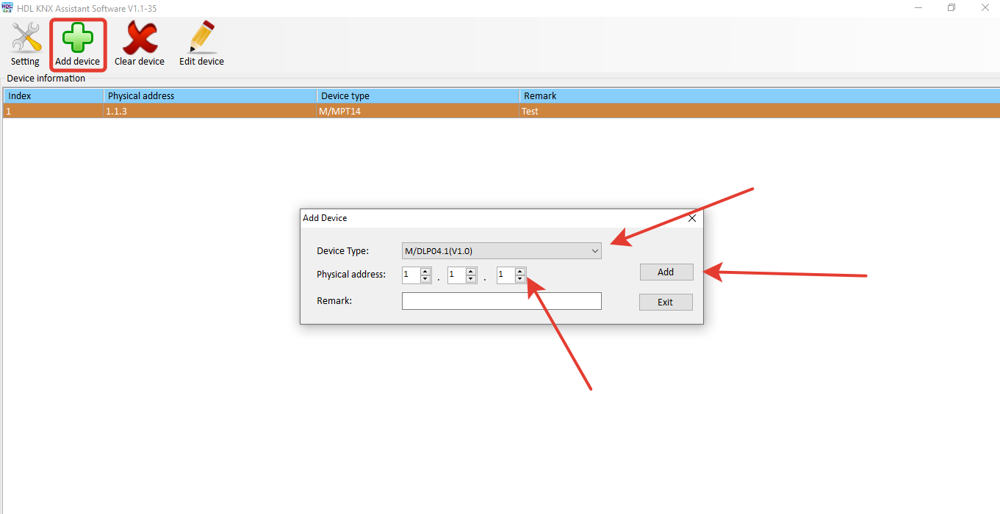 HDL KNX Assistant Software V1.1-35
Setting Add device Clear device Edit device
Device information
Index Physical address Device type Remark
1 1.1.3 M/MPT14 Test
Add Device
Device Type: M/DLP04.1(V1.0)
Physical address: 1 . 1 . 1 Add
Remark: Exit